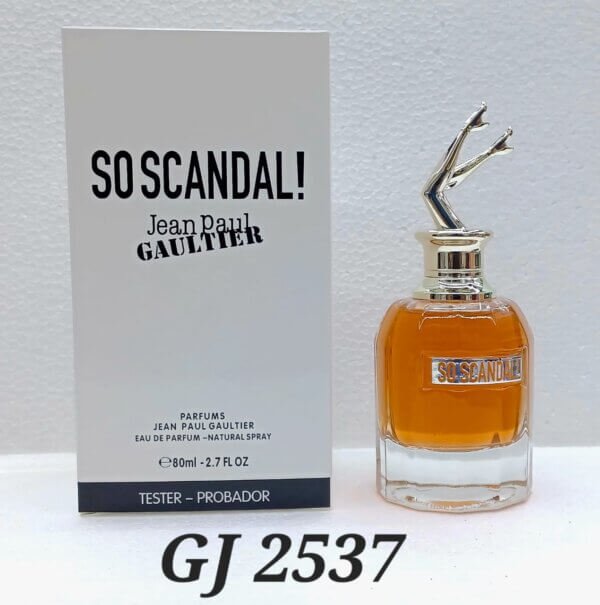 SO SCANDAL!
Jean Paul
GAULTIER
PARFUMS
JEAN PAUL GAULTIER
EAU DE PARFUM – NATURAL SPRAY
℮80ml - 2.7 FL OZ
TESTER – PROBADOR
SO SCANDAL!
GJ 2537